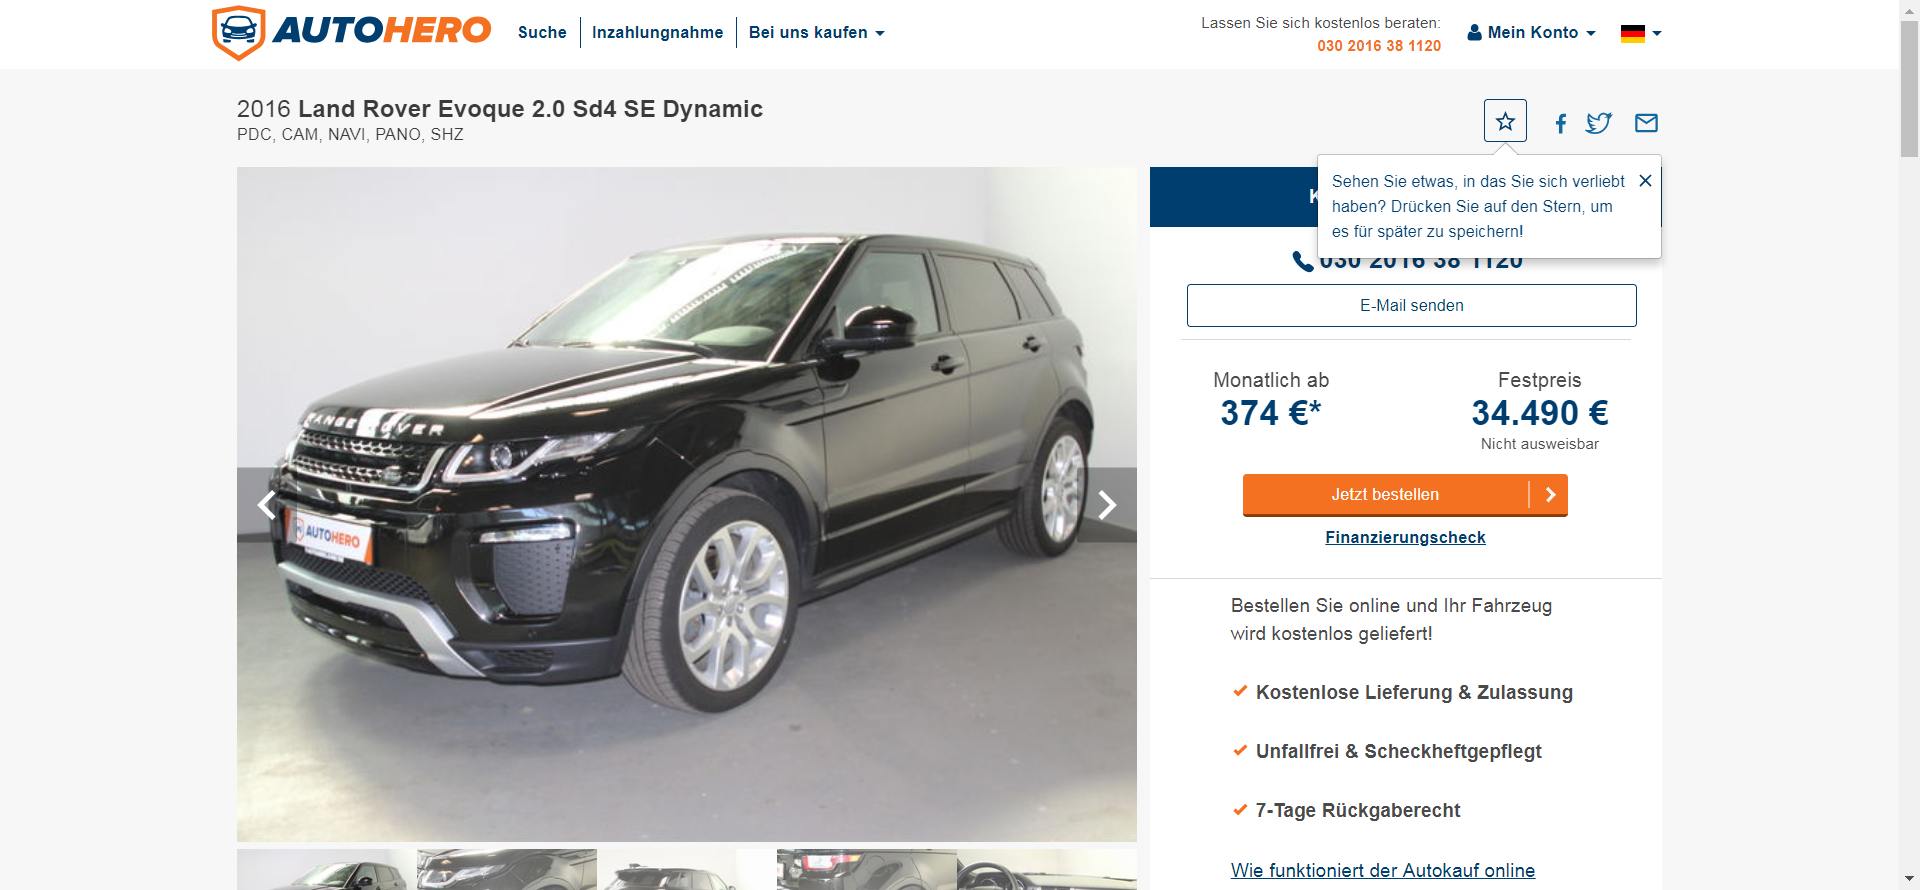 AUTOHERO
Suche
Inzahlungnahme
Bei uns kaufen
Lassen Sie sich kostenlos beraten:
030 2016 38 1120
Mein Konto
2016 Land Rover Evoque 2.0 Sd4 SE Dynamic
PDC, CAM, NAVI, PANO, SHZ
Sehen Sie etwas, in das Sie sich verliebt
haben? Drücken Sie auf den Stern, um
es für später zu speichern!
030 2016 38 1120
E-Mail senden
Monatlich ab
374 €*
Festpreis
34.490 €
Nicht ausweisbar
Jetzt bestellen
Finanzierungscheck
Bestellen Sie online und Ihr Fahrzeug
wird kostenlos geliefert!
Kostenlose Lieferung & Zulassung
Unfallfrei & Scheckheftgepflegt
7-Tage Rückgaberecht
Wie funktioniert der Autokauf online
RANGE ROVER
AUTOHERO